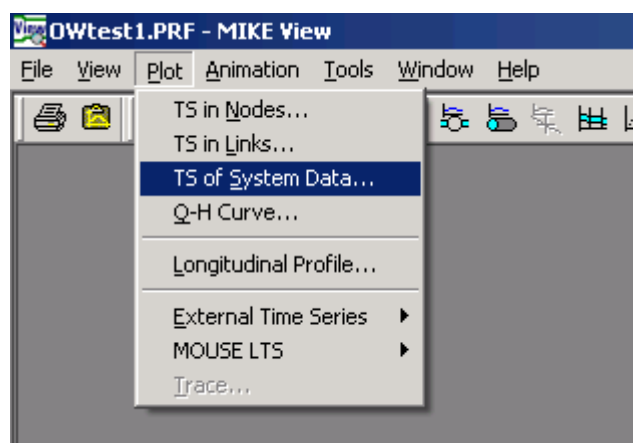 OWtest1.PRF - MIKE View
File View Plot Animation Tools Window Help
TS in Nodes...
TS in Links...
TS of System Data...
Q-H Curve...
Longitudinal Profile...
External Time Series
MOUSE LTS
Trace...